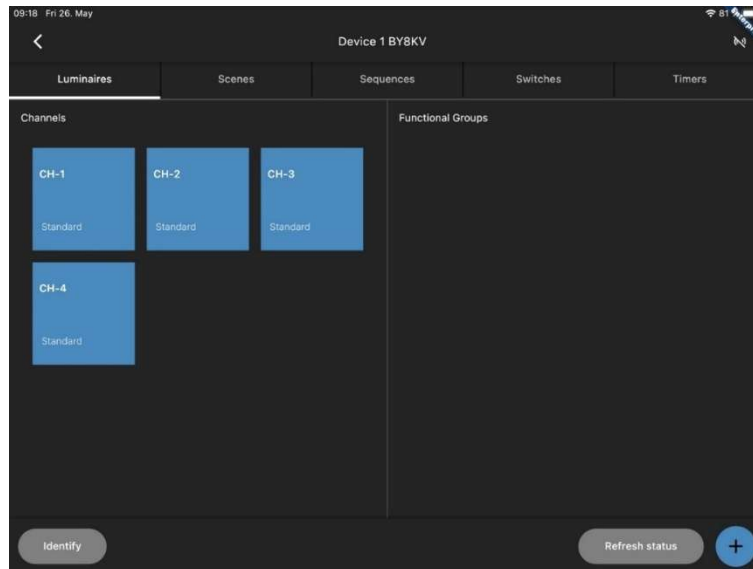 09:18 Fri 26. May
81
Device 1 BY8KV
Luminaires Scenes Sequences Switches Timers
Channels
Functional Groups
CH-1 CH-2 CH-3
Standard Standard Standard
CH-4
Standard
Identify
Refresh status